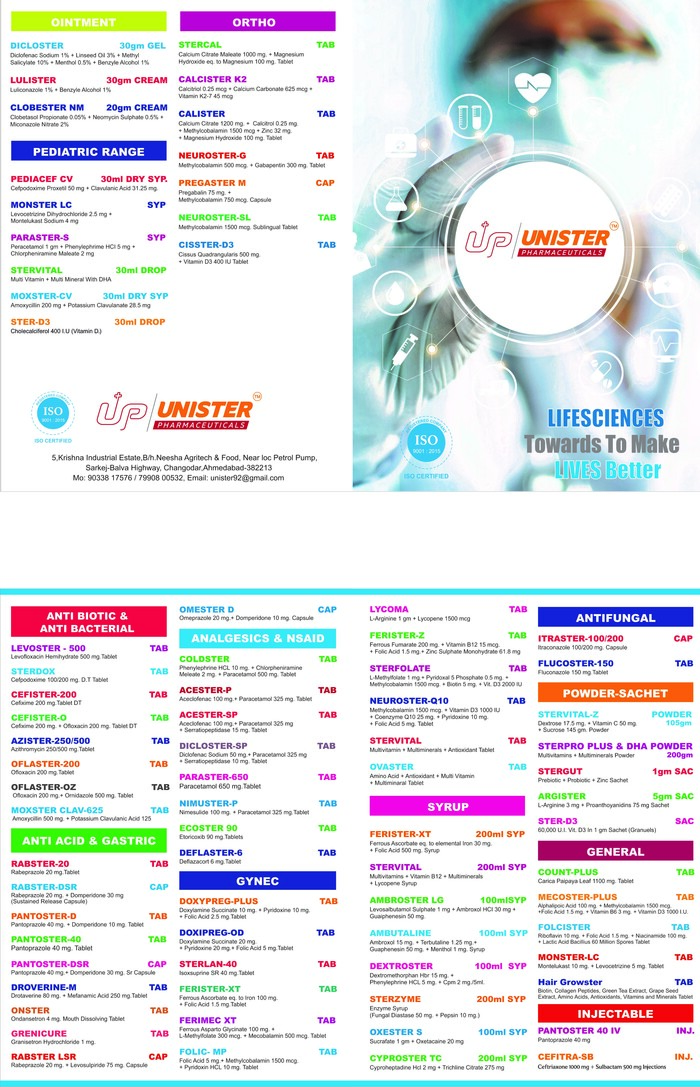 OINTMENT
DICLOSTER 30gm GEL
Diclofenac Sodium 1% + Linseed Oil 3% + Methyl
Salicylate 10% + Menthol 0.5% + Benzyle Alcohol 1%
LULISTER 30gm CREAM
Luliconazole 1% + Benzyle Alcohol 1%
CLOBESTER NM 20gm CREAM
Clobetasol Propionate 0.05% + Neomycin Sulphate 0.5% +
Miconazole Nitrate 2%
PEDIATRIC RANGE
PEDIACEF CV 30ml DRY SYP.
Cefpodoxime Proxetil 50 mg + Clavulanic Acid 31.25 mg.
MONSTER LC SYP
Levocetrizine Dihydrochloride 2.5 mg +
Montelukast Sodium 4 mg
PARASTER-S SYP
Paracetamol 1 gm + Phenylephrime HCl 5 mg +
Chlorpheniramine Maleate 2 mg
STERVITAL 30ml DROP
Multi Vitamin + Multi Mineral With DHA
MOXSTER-CV 30ml DRY SYP
Amoxycillin 200 mg + Potassium Clavulanate 28.5 mg
STER-D3 30ml DROP
Cholecalciferol 400 I.U (Vitamin D.)
ORTHO
STERCAL TAB
Calcium Citrate Maleate 1000 mg. + Magnesium
Hydroxide eq. to Magnesium 100 mg. Tablet
CALCISTER K2 TAB
Calcitriol 0.25 mcg + Calcium Carbonate 625 mcg +
Vitamin K2-7 45 mcg
CALISTER TAB
Calcium Citrate 1200 mg. + Calcitrol 0.25 mg.
+ Methylcobalamin 1500 mcg + Zinc 32 mg.
+ Magnesium Hydroxide 100 mg. Tablet
NEUROSTER-G TAB
Methylcobalamin 500 mcg. + Gabapentin 300 mg. Tablet
PREGASTER M CAP
Pregabalin 75 mg. +
Methylcobalamin 750 mcg. Capsule
NEUROSTER-SL TAB
Methylcobalamin 1500 mcg. Sublingual Tablet
CISSTER-D3 TAB
Cissus Quandrangularis 500 mg.
+ Vitamin D3 400 IU Tablet
ISO
9001 : 2015
ISO CERTIFIED
UP UNISTER TM
PHARMACEUTICALS
5,Krishna Industrial Estate,B/h.Neesha Agritech & Food, Near loc Petrol Pump,
Sarkej-Balva Highway, Changodar,Ahmedabad-382213
Mo: 90338 17576 / 79908 00532, Email: unister92@gmail.com
UP UNISTER TM
PHARMACEUTICALS
ISO
9001 : 2015
ISO CERTIFIED
LIFESCIENCES
Towards To Make
LIVES Better
ANTI BIOTIC &
ANTI BACTERIAL
LEVOSTER - 500 TAB
Levofloxacin Hemihydrate 500 mg.Tablet
STERDOX TAB
Cefpodoxime 100/200 mg. D.T Tablet
CEFISTER-200 TAB
Cefixime 200 mg.Tablet DT
CEFISTER-O TAB
Cefixime 200 mg. + Ofloxacin 200 mg. Tablet DT
AZISTER-250/500 TAB
Azithromycin 250/500 mg.Tablet
OFLASTER-200 TAB
Ofloxacin 200 mg.Tablet
OFLASTER-OZ TAB
Ofloxacin 200 mg. + Ornidazole 500 mg. Tablet
MOXSTER CLAV-625 TAB
Amoxycillin 500 mg. + Potassium Clavulanic Acid 125
ANTI ACID & GASTRIC
RABSTER-20 TAB
Rabeprazole 20 mg.Tablet
RABSTER-DSR CAP
Rabeprazole 20 mg. + Domperidone 30 mg
(Sustained Release Capsule)
PANTOSTER-D TAB
Pantoprazole 40 mg. + Domperidone 10 mg. Tablet
PANTOSTER-40 TAB
Pantoprazole 40 mg. Tablet
PANTOSTER-DSR CAP
Pantoprazole 40 mg.+ Domperidone 30 mg. Sr Capsule
DROVERINE-M TAB
Drotaverine 80 mg. + Mefanamic Acid 250 mg.Tablet
ONSTER TAB
Ondansetron 4 mg. Mouth Dissolving Tablet
GRENICURE TAB
Granisetron Hydrochloride 1 mg.
RABSTER LSR CAP
Rabeprazole 20 mg. + Levosulpiride 75 mg. Capsule
OMESTER D CAP
Omeprazole 20 mg.+ Domperidone 10 mg. Capsule
ANALGESICS & NSAID
COLDSTER TAB
Phenylephrine HCL 10 mg. + Chlorpheniramine
Maleate 2 mg. + Paracetamol 500 mg. Tablet
ACESTER-P TAB
Aceclofenac 100 mg.+ Paracetamol 325 mg. Tablet
ACESTER-SP TAB
Aceclofenac 100 mg+ Paracetamol 325 mg
+ Serratiopeptidase 15 mg. Tablet
DICLOSTER-SP TAB
Diclofenac Sodium 50 mg + Paracetamol 325 mg
+ Serratiopeptidase 10 mg. Tablet
PARASTER-650 TAB
Paracetamol 650 mg.Tablet
NIMUSTER-P TAB
Nimesulide 100 mg. + Paracetamol 325 mg.Tablet
ECOSTER 90 TAB
Etoricoxib 90 mg.Tablets
DEFLASTER-6 TAB
Deflazacort 6 mg.Tablet
GYNEC
DOXYPREG-PLUS TAB
Doxylamine Succinate 10 mg. + Pyridoxine 10 mg.
+ Folic Acid 2.5 mg.Tablet
DOXIPREG-OD TAB
Doxylamine Succinate 20 mg.
+ Pyridoxine 20 mg.+ Folic Acid 5 mg.Tablet
STERLAN-40 TAB
Isoxsuprine SR 40 mg.Tablet
FERISTER-XT TAB
Ferrous Ascorbate eq. to Iron 100 mg.
+ Folic Acid 1.5 mg.Tablet
FERIMEC XT TAB
Ferrous Asparto Glycinate 100 mg. +
L-Methylfolate 300 mcg. + Mecobalamin 500 mcg. Tablet
FOLIC- MP TAB
Folic Acid 5 mg + Methylcobalamin 1500 mcg.
+ Pyridoxin HCL 10 mg. Tablet
LYCOMA TAB
L-Arginine 1 gm + Lycopene 1500 mcg
FERISTER-Z TAB
Ferrous Fumarate 200 mg. + Vitamin B12 15 mcg.
+ Folic Acid 1.5 mg.+ Zinc Sulphate Monohydrate 61.8 mg
STERFOLATE TAB
L-Methylfolate 1 mg + Pyridoxal 5 Phosphate 0.5 mg. +
Methylcobalamin 1500 mcg. + Biotin 5 mg. + Vit. D3 2000 IU
NEUROSTER-Q10 TAB
Methylcobalamin 1500 mcg. + Vitamin D3 1000 IU
+ Coenzyme Q10 25 mg. + Pyridoxine 10 mg.
+ Folic Acid 5 mg. Tablet
STERVITAL TAB
Multivitamin + Multiminerals + Antioxidant Tablet
OVASTER TAB
Amino Acid + Antioxidant + Multi Vitamin
+ Multiminaral Tablet
SYRUP
FERISTER-XT 200ml SYP
Ferrous Ascorbate eq. to elemental Iron 30 mg.
+ Folic Acid 500 mg. Syrup
STERVITAL 200ml SYP
Multivitamins + Vitamin B12 + Multiminerals
+ Lycopene Syrup
AMBROSTER LG 100mlSYP
Levosalbutamol Sulphate 1 mg + Ambroxol HCl 30 mg +
Guaiphenesin 50 mg.
AMBUTALINE 100ml SYP
Ambroxol 15 mg. + Terbutaline 1.25 mg +
Guaphenesin 50 mg. + Menthol 1 mg. Syrup
DEXTROSTER 100ml SYP
Dextromethorphan Hbr 15 mg. +
Phenylephrine HCL 5 mg. + Cpm 2 mg./5ml.
STERZYME 200ml SYP
Enzyme Syrup
(Fungal Diastase 50 mg. + Pepsin 10 mg.)
OXESTER S 100ml SYP
Sucrafate 1 gm + Oxetacaine 20 mg
CYPROSTER TC 200ml SYP
Cyproheptadine Hcl 2 mg + Trichline Citrate 275 mg
ANTIFUNGAL
ITRASTER-100/200 CAP
Itraconazole 100/200 mg. Capsule
FLUCOSTER-150 TAB
Fluconazole 150 mg.Tablet
POWDER-SACHET
STERVITAL-Z POWDER
Dextrose 17.5 mg. + Vitamin C 50 mg. 105gm
+ Sucrose 145 gm. Powder
STERPRO PLUS & DHA POWDER
Multivitamins + Multiminerals Powder 200gm
STERGUT 1gm SAC
Prebiotic + Probiotic + Zinc Sachet
ARGISTER 5gm SAC
L-Arginine 3 mg + Proanthoyanidins 75 mg Sachet
STER-D3 SAC
60,000 U.I. Vit. D3 In 1 gm Sachet (Granuels)
GENERAL
COUNT-PLUS TAB
Carica Paipaya Leaf 1100 mg. Tablet
MECOSTER-PLUS TAB
Alphalipoic Acid 100 mg. + Methylcobalamin 1500 mcg.
+Folic Acid 1.5 mg. + Vitamin B6 3 mg. + Vitamin D3 1000 I.U.
FOLCISTER TAB
Riboflavin 10 mg. + Folic Acid 1.5 mg. + Niacinamide 100 mg.
+ Lactic Acid Bacillus 60 Million Spores Tablet
MONSTER-LC TAB
Montelukast 10 mg. + Levocetrizine 5 mg. Tablet
Hair Growster TAB
Biotin, Collagen Peptides, Green Tea Extract, Grape Seed
Extract, Amino Acids, Antioxidants, Vitamins and Minerals Tablet
INJECTABLE
PANTOSTER 40 IV INJ.
Pantoprazole 40 mg
CEFITRA-SB INJ.
Ceftriaxone 1000 mg + Sulbactam 500 mg Injections